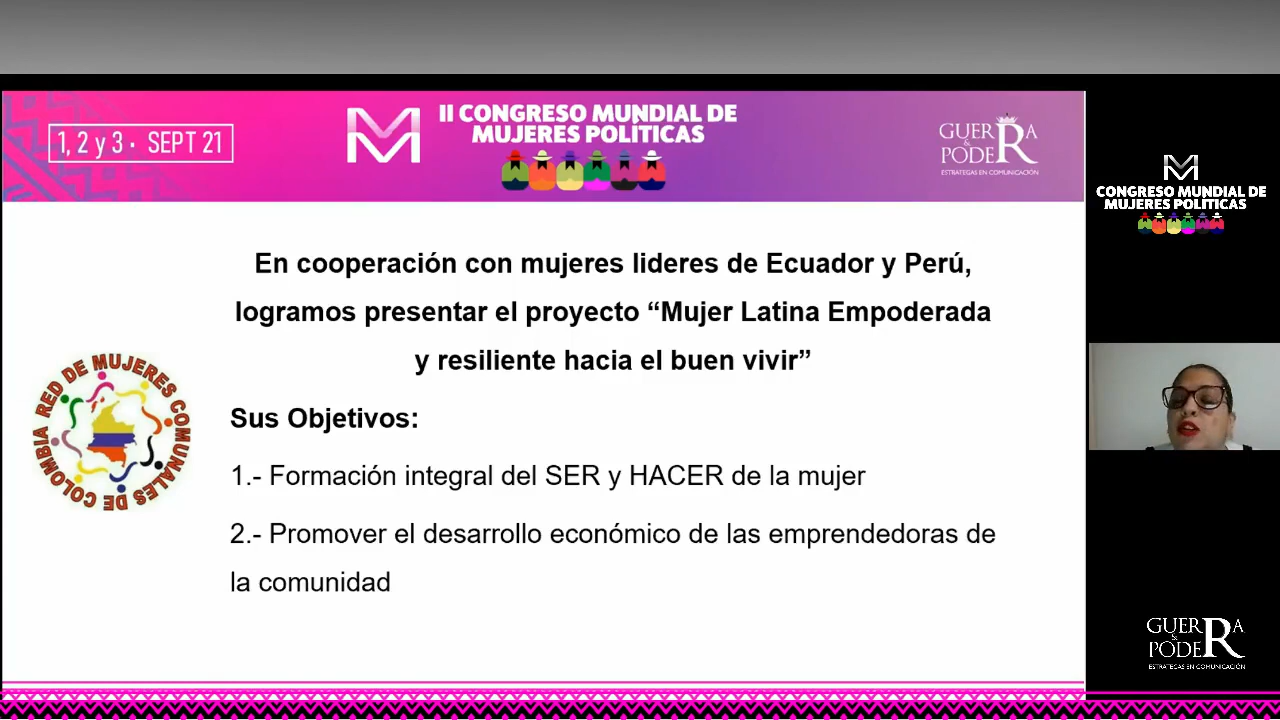 1, 2 y 3 · SEPT 21
II CONGRESO MUNDIAL DE
MUJERES POLÍTICAS
GUERRA
&
PODER
ESTRATEGAS EN COMUNICACIÓN
En cooperación con mujeres lideres de Ecuador y Perú,
logramos presentar el proyecto “Mujer Latina Empoderada
y resiliente hacia el buen vivir”
Sus Objetivos:
1.- Formación integral del SER y HACER de la mujer
2.- Promover el desarrollo económico de las emprendedoras de
la comunidad
RED DE MUJERES COMUNALES DE COLOMBIA
CONGRESO MUNDIAL DE
MUJERES POLÍTICAS
GUERRA
&
PODER
ESTRATEGAS EN COMUNICACIÓN